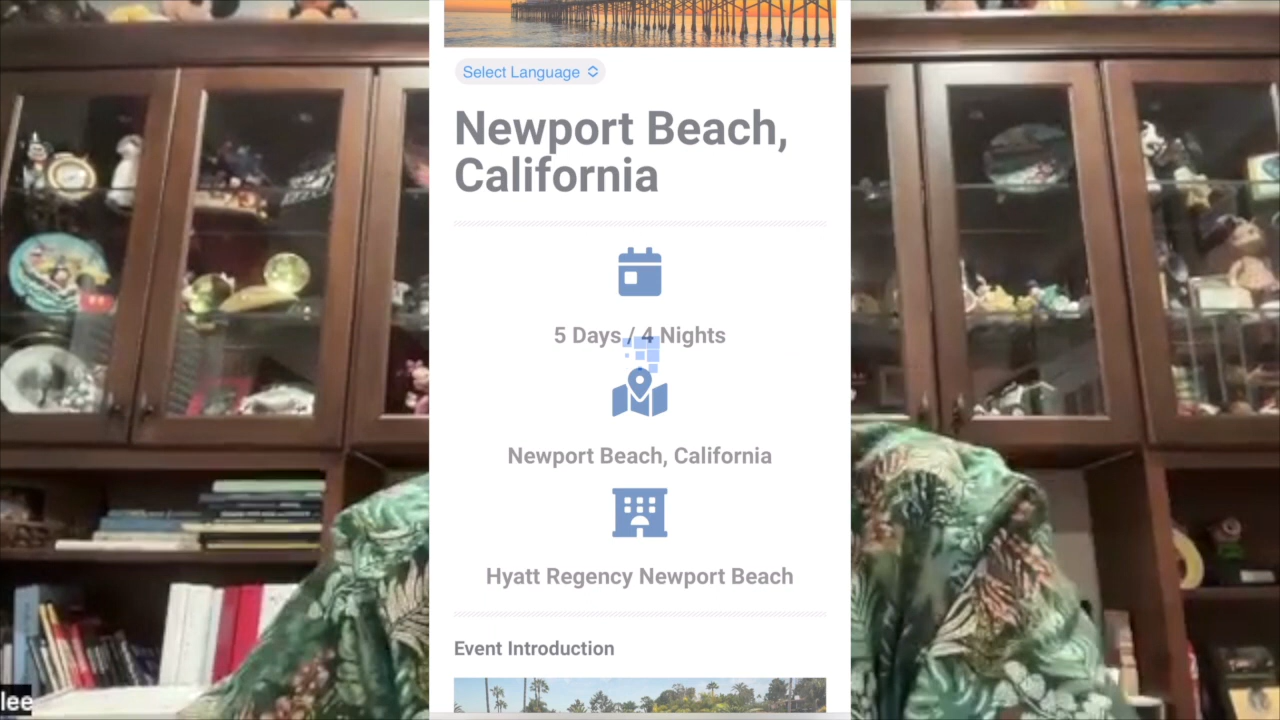 Select Language
Newport Beach,
California
5 Days / 4 Nights
Newport Beach, California
Hyatt Regency Newport Beach
Event Introduction
lee